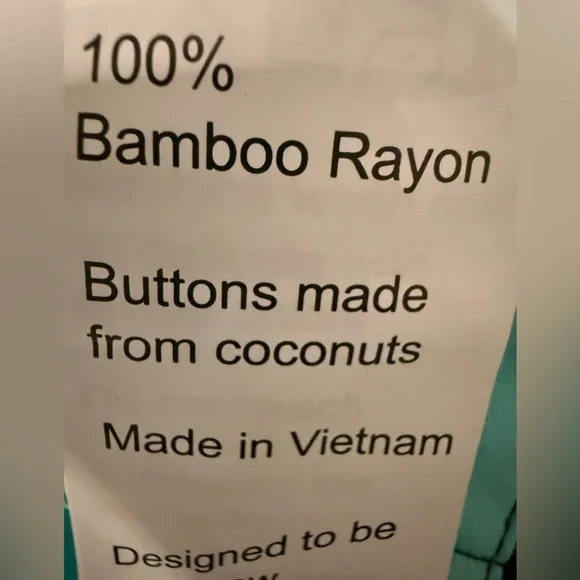 100%
Bamboo Rayon
Buttons made
from coconuts
Made in Vietnam
Designed to be